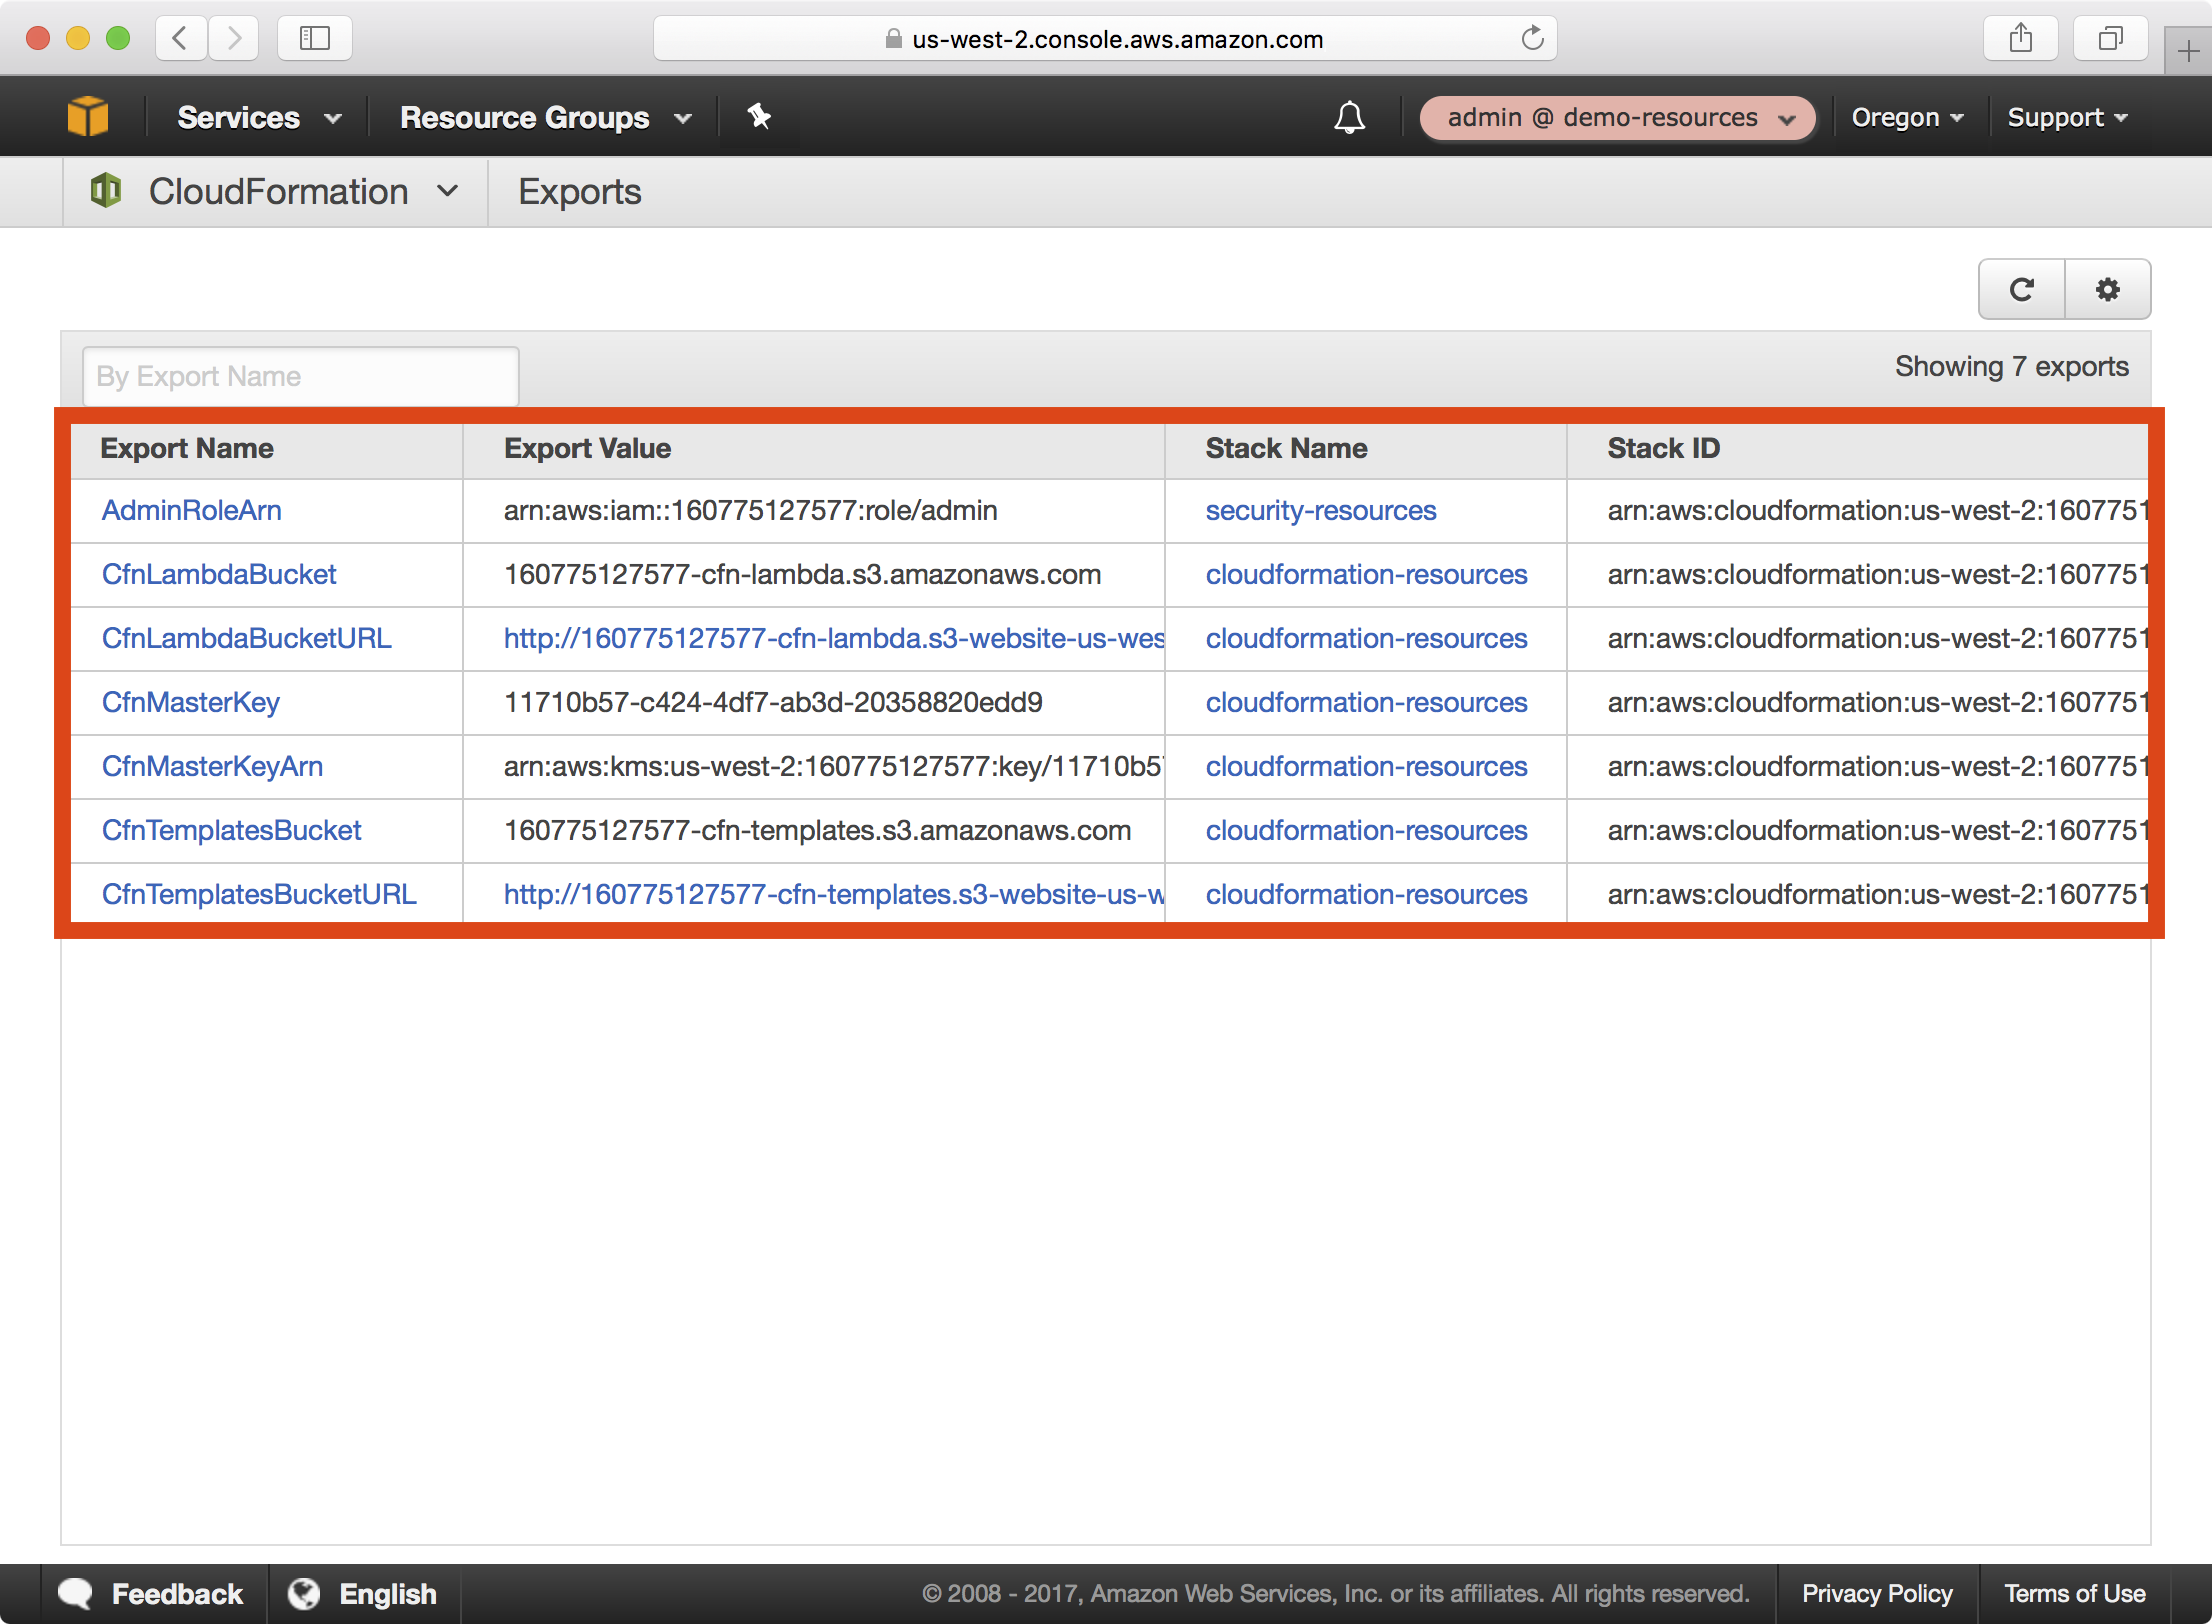 us-west-2.console.aws.amazon.com
Services Resource Groups admin @ demo-resources Oregon Support
CloudFormation Exports
By Export Name Showing 7 exports
Export Name Export Value Stack Name Stack ID
AdminRoleArn arn:aws:iam::160775127577:role/admin security-resources arn:aws:cloudformation:us-west-2:1607751
CfnLambdaBucket 160775127577-cfn-lambda.s3.amazonaws.com cloudformation-resources arn:aws:cloudformation:us-west-2:1607751
CfnLambdaBucketURL http://160775127577-cfn-lambda.s3-website-us-wes cloudformation-resources arn:aws:cloudformation:us-west-2:1607751
CfnMasterKey 11710b57-c424-4df7-ab3d-20358820edd9 cloudformation-resources arn:aws:cloudformation:us-west-2:1607751
CfnMasterKeyArn arn:aws:kms:us-west-2:160775127577:key/11710b57 cloudformation-resources arn:aws:cloudformation:us-west-2:1607751
CfnTemplatesBucket 160775127577-cfn-templates.s3.amazonaws.com cloudformation-resources arn:aws:cloudformation:us-west-2:1607751
CfnTemplatesBucketURL http://160775127577-cfn-templates.s3-website-us-w cloudformation-resources arn:aws:cloudformation:us-west-2:1607751
Feedback English © 2008 - 2017, Amazon Web Services, Inc. or its affiliates. All rights reserved. Privacy Policy Terms of Use